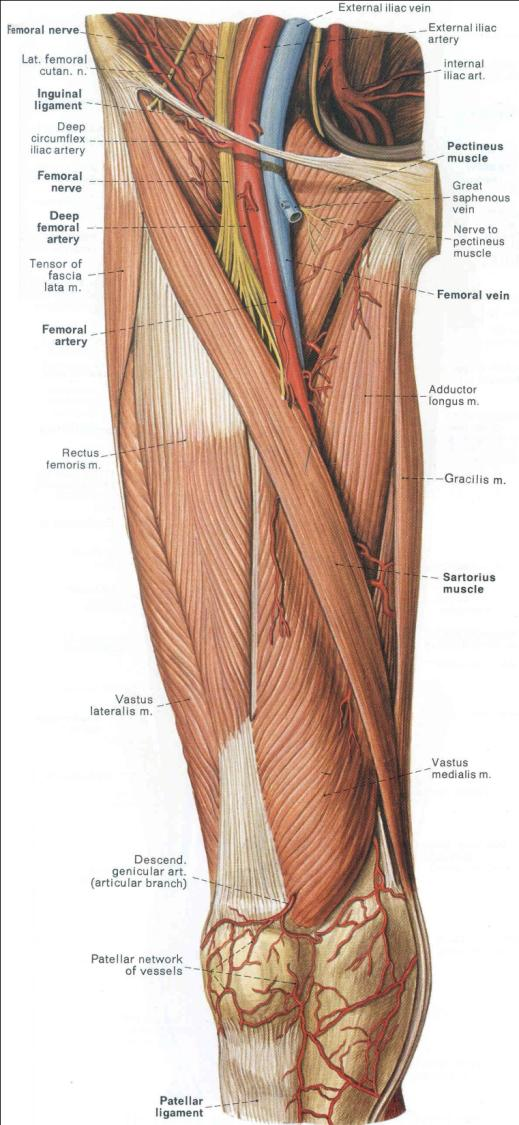 External iliac vein
Femoral nerve
External iliac
artery
Lat. femoral
cutan. n.
internal
iliac art.
Inguinal
ligament
Deep
circumflex
iliac artery
Pectineus
muscle
Femoral
nerve
Great
saphenous
vein
Deep
femoral
artery
Nerve to
pectineus
muscle
Tensor of
fascia
lata m.
Femoral vein
Femoral
artery
Adductor
longus m.
Rectus
femoris m.
Gracilis m.
Sartorius
muscle
Vastus
lateralis m.
Vastus
medialis m.
Descend.
genicular art.
(articular branch)
Patellar network
of vessels
Patellar
ligament